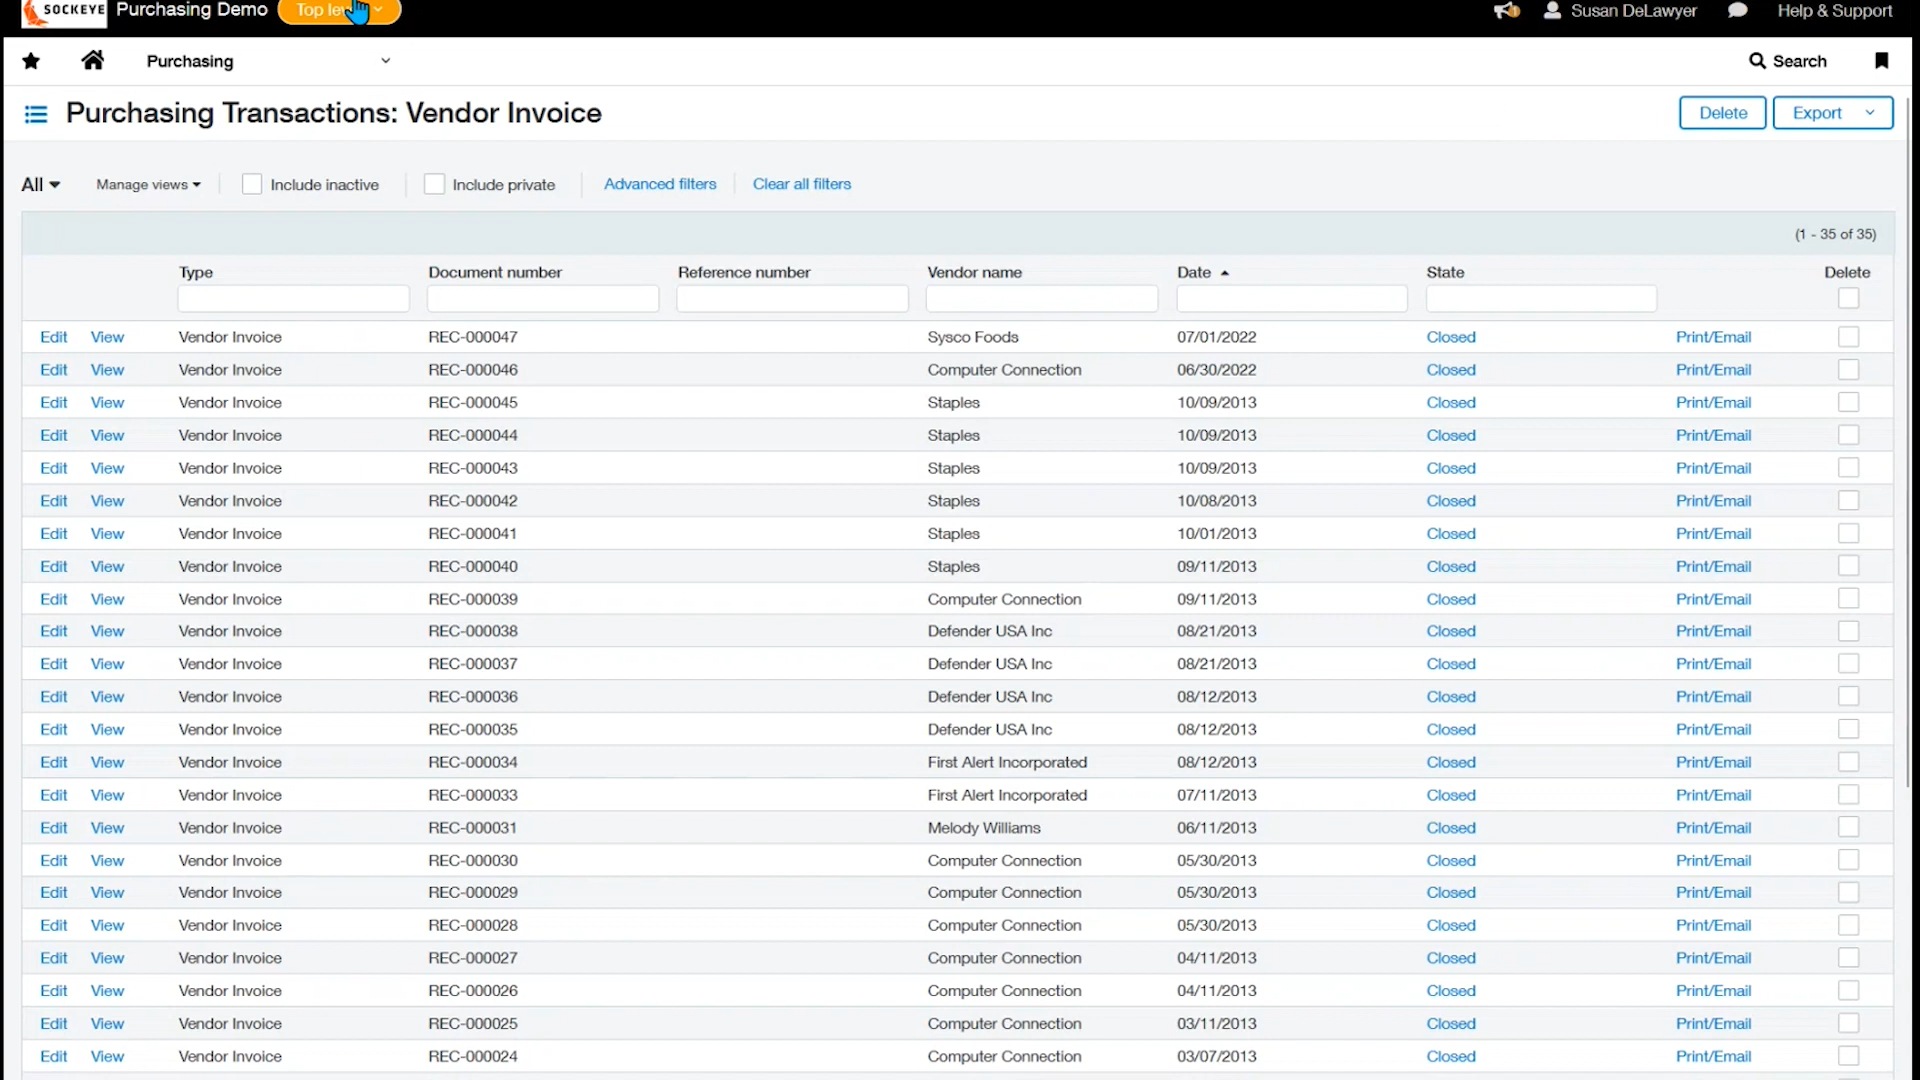 SOCKEYE Purchasing Demo Top Susan DeLawyer Help & Support
Purchasing Search
Purchasing Transactions: Vendor Invoice Delete Export
All Manage views Include inactive Include private Advanced filters Clear all filters
(1 - 35 of 35)
Type Document number Reference number Vendor name Date State Delete
Edit View Vendor Invoice REC-000047 Sysco Foods 07/01/2022 Closed Print/Email
Edit View Vendor Invoice REC-000046 Computer Connection 06/30/2022 Closed Print/Email
Edit View Vendor Invoice REC-000045 Staples 10/09/2013 Closed Print/Email
Edit View Vendor Invoice REC-000044 Staples 10/09/2013 Closed Print/Email
Edit View Vendor Invoice REC-000043 Staples 10/09/2013 Closed Print/Email
Edit View Vendor Invoice REC-000042 Staples 10/08/2013 Closed Print/Email
Edit View Vendor Invoice REC-000041 Staples 10/01/2013 Closed Print/Email
Edit View Vendor Invoice REC-000040 Staples 09/11/2013 Closed Print/Email
Edit View Vendor Invoice REC-000039 Computer Connection 09/11/2013 Closed Print/Email
Edit View Vendor Invoice REC-000038 Defender USA Inc 08/21/2013 Closed Print/Email
Edit View Vendor Invoice REC-000037 Defender USA Inc 08/21/2013 Closed Print/Email
Edit View Vendor Invoice REC-000036 Defender USA Inc 08/12/2013 Closed Print/Email
Edit View Vendor Invoice REC-000035 Defender USA Inc 08/12/2013 Closed Print/Email
Edit View Vendor Invoice REC-000034 First Alert Incorporated 08/12/2013 Closed Print/Email
Edit View Vendor Invoice REC-000033 First Alert Incorporated 07/11/2013 Closed Print/Email
Edit View Vendor Invoice REC-000031 Melody Williams 06/11/2013 Closed Print/Email
Edit View Vendor Invoice REC-000030 Computer Connection 05/30/2013 Closed Print/Email
Edit View Vendor Invoice REC-000029 Computer Connection 05/30/2013 Closed Print/Email
Edit View Vendor Invoice REC-000028 Computer Connection 05/30/2013 Closed Print/Email
Edit View Vendor Invoice REC-000027 Computer Connection 04/11/2013 Closed Print/Email
Edit View Vendor Invoice REC-000026 Computer Connection 04/11/2013 Closed Print/Email
Edit View Vendor Invoice REC-000025 Computer Connection 03/11/2013 Closed Print/Email
Edit View Vendor Invoice REC-000024 Computer Connection 03/07/2013 Closed Print/Email